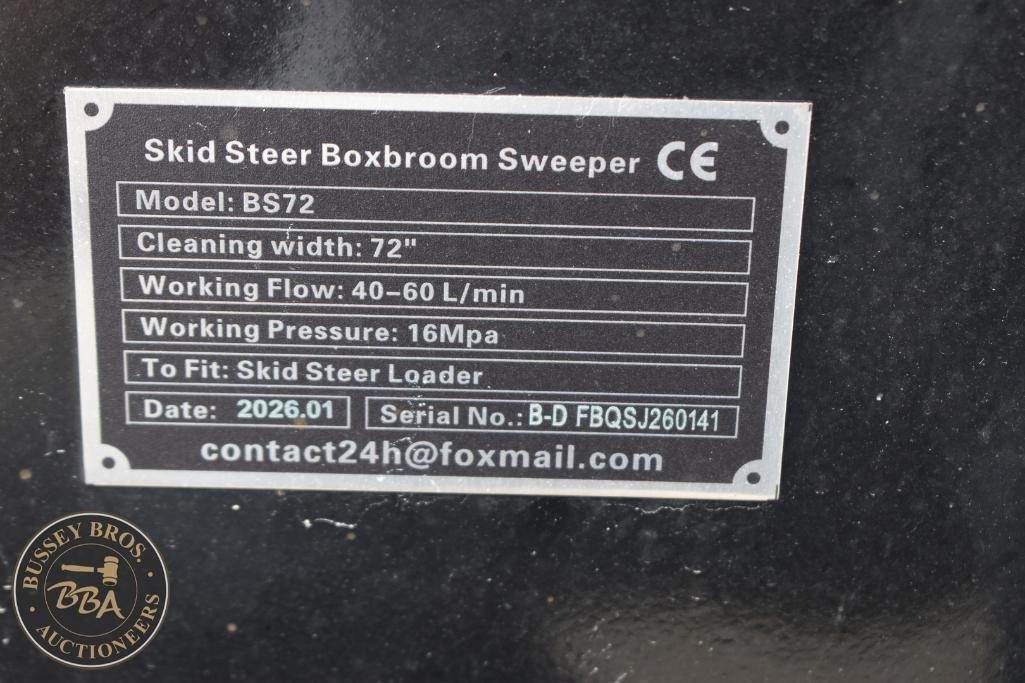 Skid Steer Boxbroom Sweeper CE
Model: BS72
Cleaning width: 72"
Working Flow: 40–60 L/min
Working Pressure: 16Mpa
To Fit: Skid Steer Loader
Date: 2026.01 Serial No.: B-D FBQSJ260141
contact24h@foxmail.com
BUSSEY BROS.
BBA
AUCTIONEERS